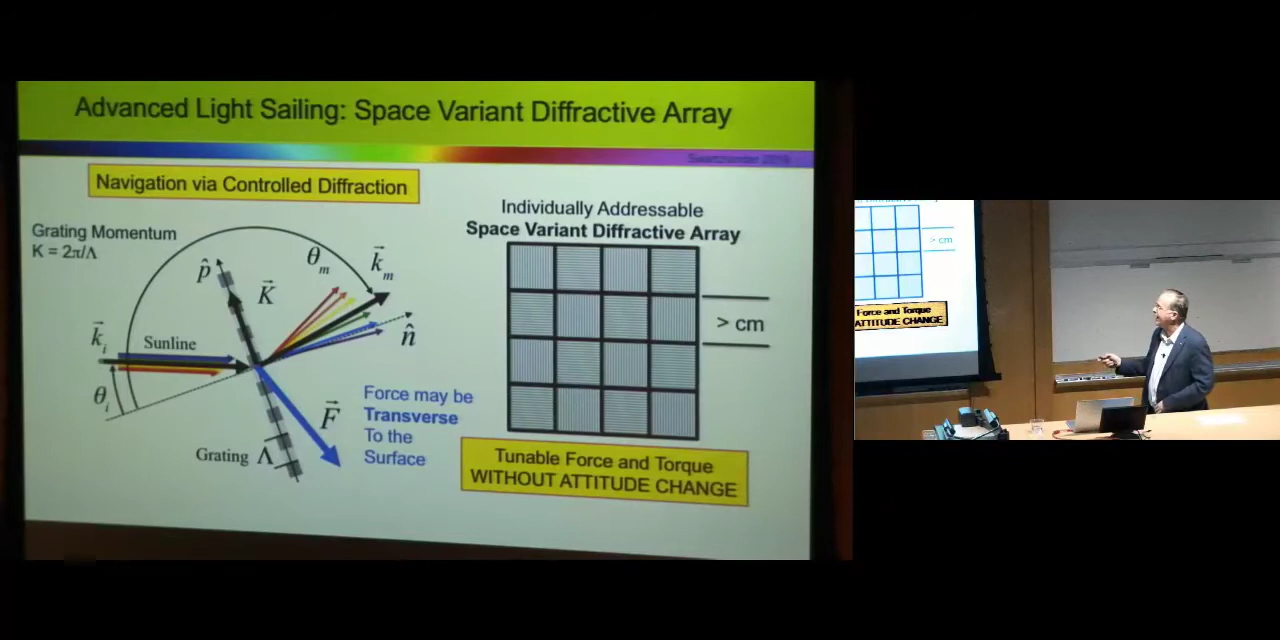 Advanced Light Sailing: Space Variant Diffractive Array
Swartzlander 2019
Navigation via Controlled Diffraction
Grating Momentum
K = 2π/Λ
p̂
K⃗
θₘ
k⃗ₘ
k⃗ᵢ
Sunline
n̂
θᵢ
F⃗
Grating Λ
Force may be
Transverse
To the
Surface
Individually Addressable
Space Variant Diffractive Array
> cm
Tunable Force and Torque
WITHOUT ATTITUDE CHANGE
> cm
Force and Torque
ATTITUDE CHANGE